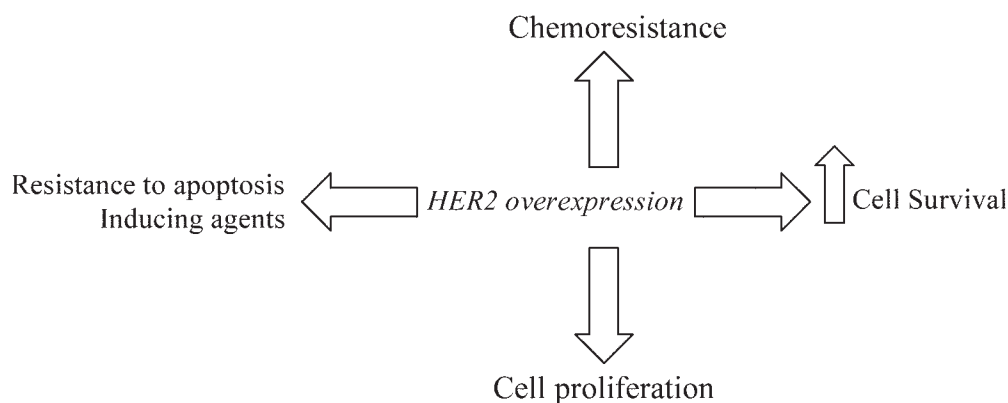 Chemoresistance
Resistance to apoptosis
Inducing agents
HER2 overexpression
Cell Survival
Cell proliferation